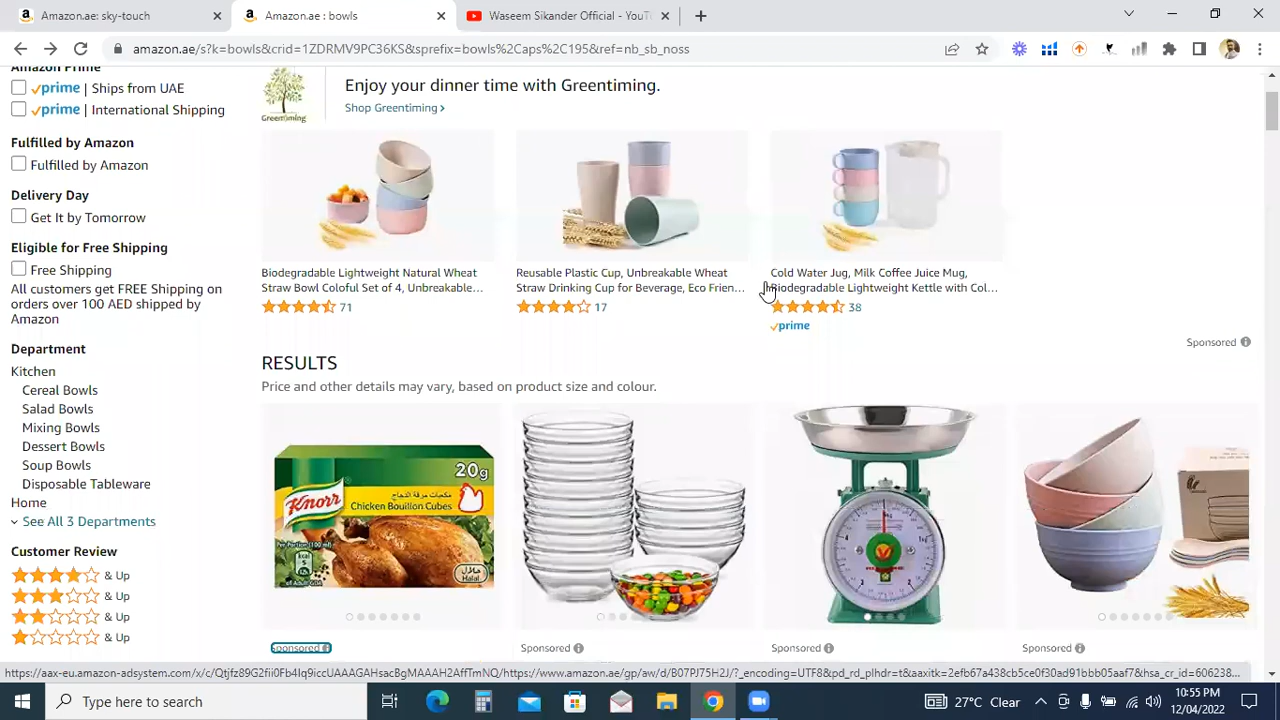 Amazon.ae: sky-touch
Amazon.ae : bowls
Waseem Sikander Official - YouT
amazon.ae/s?k=bowls&crid=1ZDRMV9PC36KS&sprefix=bowls%2Caps%2C195&ref=nb_sb_noss
Amazon Prime
prime | Ships from UAE
prime | International Shipping
Fulfilled by Amazon
Fulfilled by Amazon
Delivery Day
Get It by Tomorrow
Eligible for Free Shipping
Free Shipping
All customers get FREE Shipping on
orders over 100 AED shipped by
Amazon
Department
Kitchen
Cereal Bowls
Salad Bowls
Mixing Bowls
Dessert Bowls
Soup Bowls
Disposable Tableware
Home
See All 3 Departments
Customer Review
& Up
& Up
& Up
& Up
Greentiming
Enjoy your dinner time with Greentiming.
Shop Greentiming ›
Biodegradable Lightweight Natural Wheat
Straw Bowl Coloful Set of 4, Unbreakable...
71
Reusable Plastic Cup, Unbreakable Wheat
Straw Drinking Cup for Beverage, Eco Frien...
17
Cold Water Jug, Milk Coffee Juice Mug,
Biodegradable Lightweight Kettle with Col...
38
prime
Sponsored
RESULTS
Price and other details may vary, based on product size and colour.
20g
Knorr
مكعبات مرقة الدجاج
Chicken Bouillon Cubes
Sponsored
Sponsored
Sponsored
Sponsored
Type here to search
27°C Clear
10:55 PM
12/04/2022